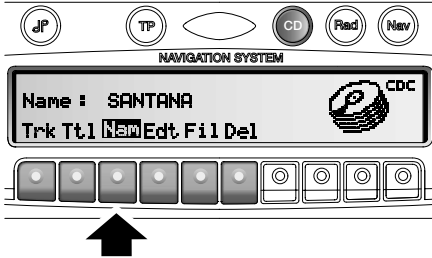 TP CD Rad Nav
NAVIGATION SYSTEM
CDC
Name : SANTANA
Trk Ttl Nam Edt Fil Del